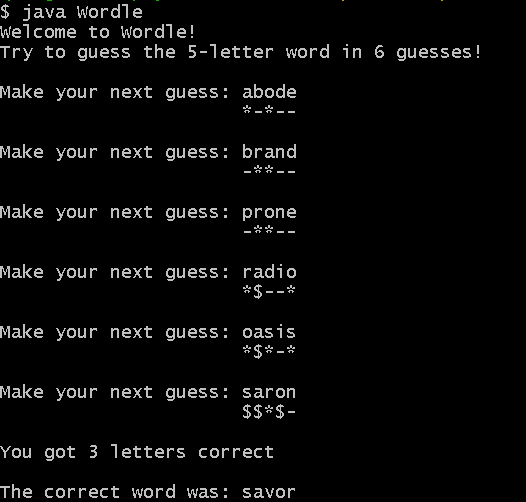 $ java Wordle
Welcome to Wordle!
Try to guess the 5-letter word in 6 guesses!
Make your next guess: abode
*-*--
Make your next guess: brand
-**--
Make your next guess: prone
-**--
Make your next guess: radio
*$--*
Make your next guess: oasis
*$*-*
Make your next guess: saron
$$*$-
You got 3 letters correct
The correct word was: savor